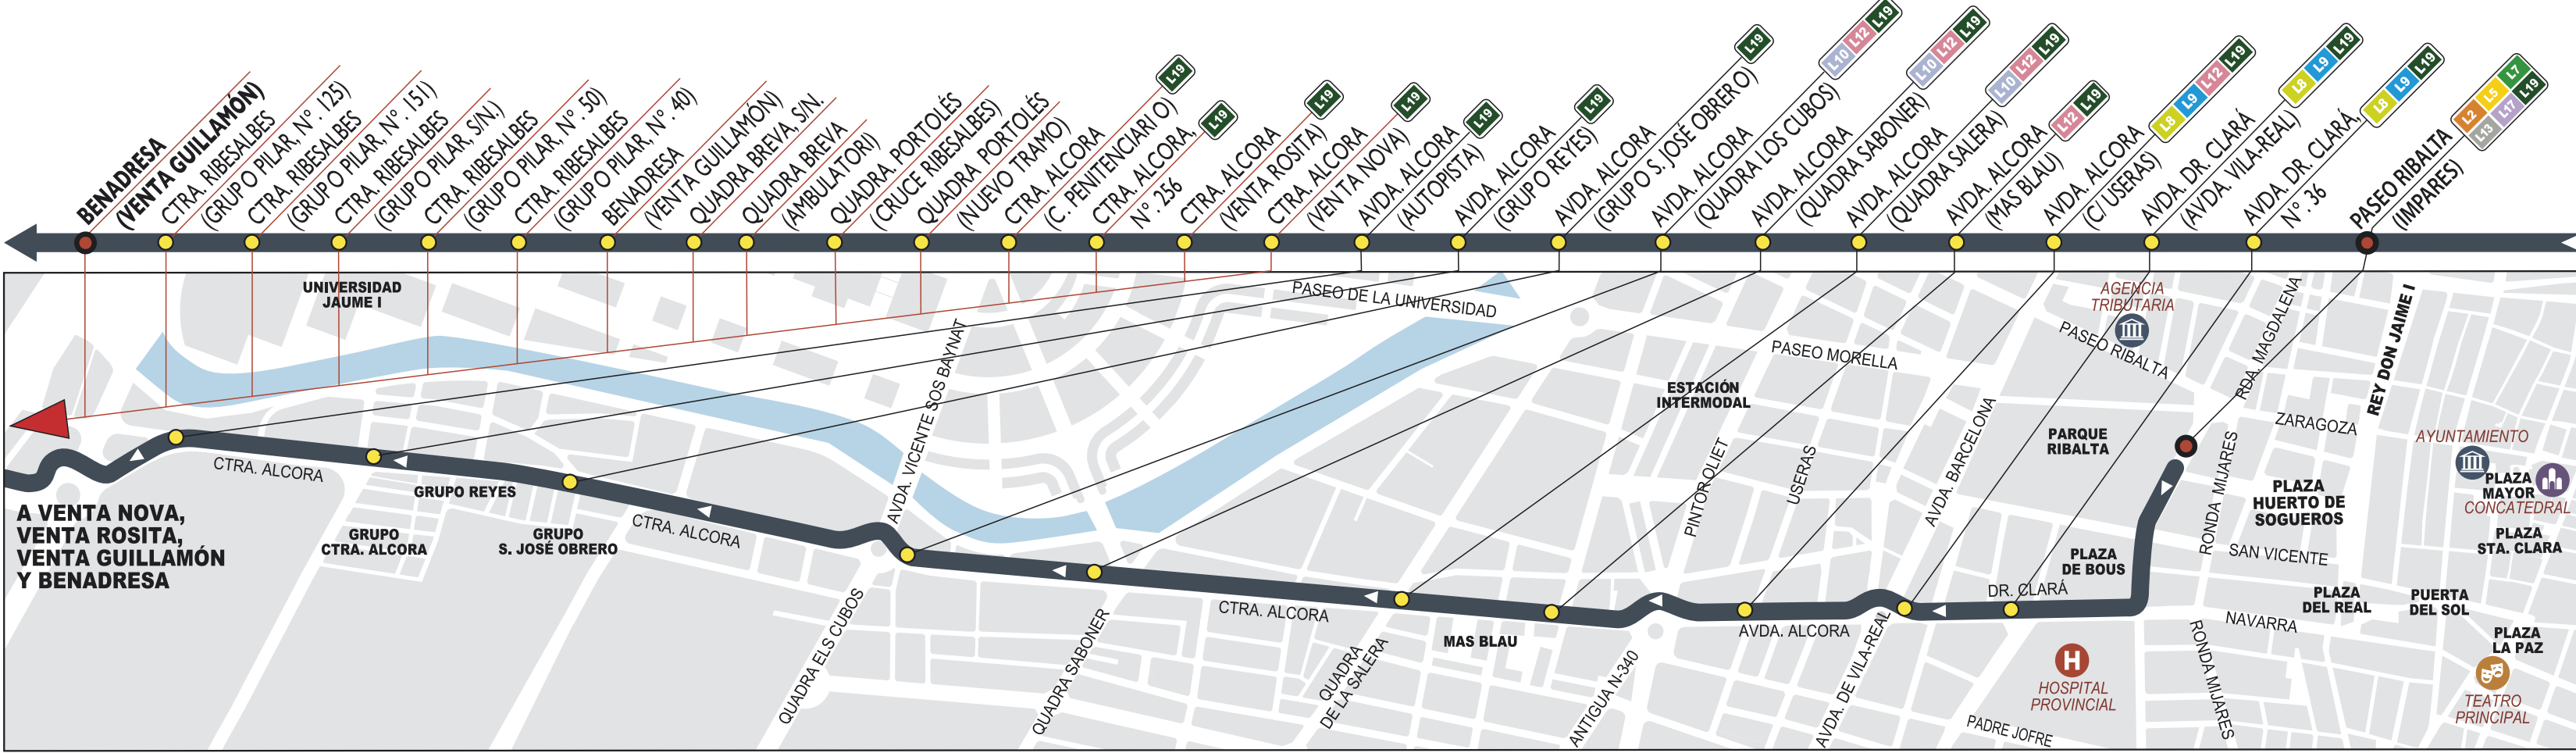 BENADRESA
(VENTA GUILLAMÓN)
CTRA. RIBESALBES
(GRUPO PILAR, Nº. 125)
CTRA. RIBESALBES
(GRUPO PILAR, Nº. 151)
CTRA. RIBESALBES
(GRUPO PILAR, S/N.)
CTRA. RIBESALBES
(GRUPO PILAR, Nº. 50)
CTRA. RIBESALBES
(GRUPO PILAR, Nº. 40)
BENADRESA
(VENTA GUILLAMÓN)
QUADRA BREVA, S/N.
QUADRA BREVA
(AMBULATORI)
QUADRA. PORTOLÉS
(CRUCE RIBESALBES)
QUADRA. PORTOLÉS
(NUEVO TRAMO)
CTRA. ALCORA
(C. PENITENCIARIO)
L19
CTRA. ALCORA,
Nº. 256
L19
CTRA. ALCORA
(VENTA ROSITA)
L19
CTRA. ALCORA
(VENTA NOVA)
L19
AVDA. ALCORA
(AUTOPISTA)
L19
AVDA. ALCORA
(GRUPO REYES)
L19
AVDA. ALCORA
(GRUPO S. JOSÉ OBRERO)
L19
AVDA. ALCORA
(QUADRA LOS CUBOS)
L10 L12 L19
AVDA. ALCORA
(QUADRA SABONER)
L10 L12 L19
AVDA. ALCORA
(QUADRA SALERA)
L10 L12 L19
AVDA. ALCORA
(MAS BLAU)
L12 L19
AVDA. ALCORA
(C/ USERAS)
L8 L9 L12 L19
AVDA. DR. CLARÁ
(AVDA. VILA-REAL)
L8 L9 L19
AVDA. DR. CLARÁ,
Nº. 36
L8 L9 L19
PASEO RIBALTA
(IMPARES)
L2 L5 L7
L13 L17 L19
UNIVERSIDAD
JAUME I
PASEO DE LA UNIVERSIDAD
AGENCIA
TRIBUTARIA
PASEO RIBALTA
RDA. MAGDALENA
REY DON JAIME I
PASEO MORELLA
ESTACIÓN
INTERMODAL
AVDA. VICENTE SOS BAYNAT
ZARAGOZA
AYUNTAMIENTO
PARQUE
RIBALTA
AVDA. BARCELONA
PINTOR OLIET
USERAS
RONDA MIJARES
PLAZA
HUERTO DE
SOGUEROS
PLAZA
MAYOR
CONCATEDRAL
CTRA. ALCORA
GRUPO REYES
A VENTA NOVA,
VENTA ROSITA,
VENTA GUILLAMÓN
Y BENADRESA
GRUPO
CTRA. ALCORA
GRUPO
S. JOSÉ OBRERO
CTRA. ALCORA
PLAZA
STA. CLARA
SAN VICENTE
PLAZA
DE BOUS
DR. CLARÁ
PLAZA
DEL REAL
PUERTA
DEL SOL
CTRA. ALCORA
AVDA. ALCORA
NAVARRA
MAS BLAU
PLAZA
LA PAZ
QUADRA ELS CUBOS
QUADRA SABONER
QUADRA
DE LA SALERA
ANTIGUA N-340
AVDA. DE VILA-REAL
H
HOSPITAL
PROVINCIAL
RONDA MIJARES
TEATRO
PRINCIPAL
PADRE JOFRE